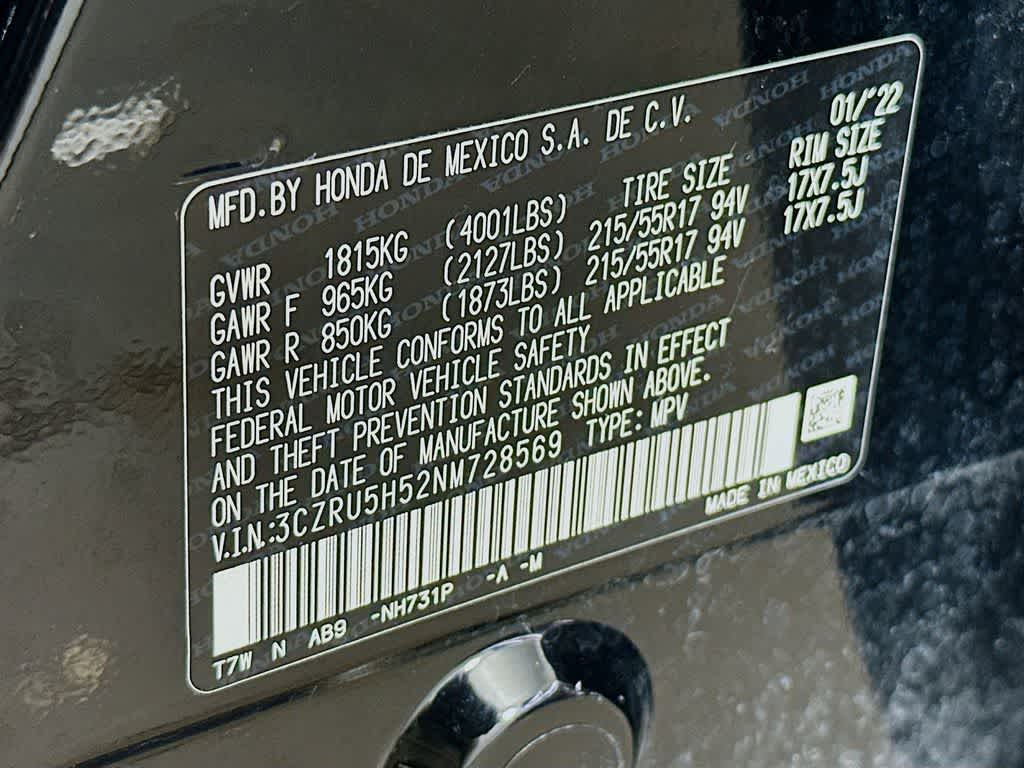 MFD.BY HONDA DE MEXICO S.A. DE C.V. 01/'22
TIRE SIZE RIM SIZE
GVWR 1815KG (4001LBS)
GAWR F 965KG (2127LBS) 215/55R17 94V 17X7.5J
GAWR R 850KG (1873LBS) 215/55R17 94V 17X7.5J
THIS VEHICLE CONFORMS TO ALL APPLICABLE
FEDERAL MOTOR VEHICLE SAFETY
AND THEFT PREVENTION STANDARDS IN EFFECT
ON THE DATE OF MANUFACTURE SHOWN ABOVE.
V.I.N.:3CZRU5H52NM728569 TYPE: MPV
T7W N AB9 -NH731P -A -M
MADE IN MEXICO